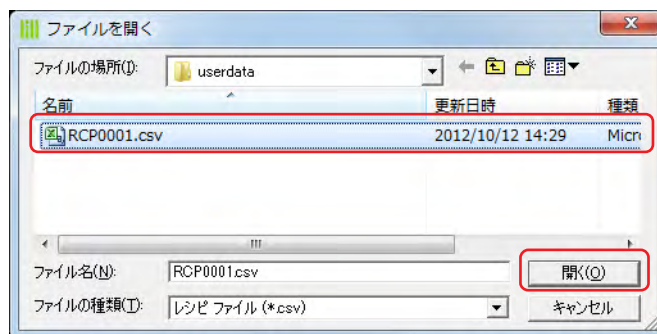 ファイルを開く
ファイルの場所(I): userdata
名前 更新日時 種類
RCP0001.csv 2012/10/12 14:29 Micr
ファイル名(N): RCP0001.csv 開く(O)
ファイルの種類(T): レシピ ファイル (*.csv) キャンセル